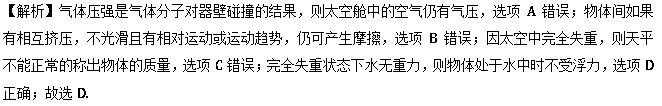 【解析】气体压强是气体分子对器壁碰撞的结果，则太空舱中的空气仍有气压，选项 A 错误；物体间如果
有相互挤压，不光滑且有相对运动或运动趋势，仍可产生摩擦，选项 B 错误；因太空中完全失重，则天平
不能正常的称出物体的质量，选项 C 错误；完全失重状态下水无重力，则物体处于水中时不受浮力，选项 D
正确；故选 D.